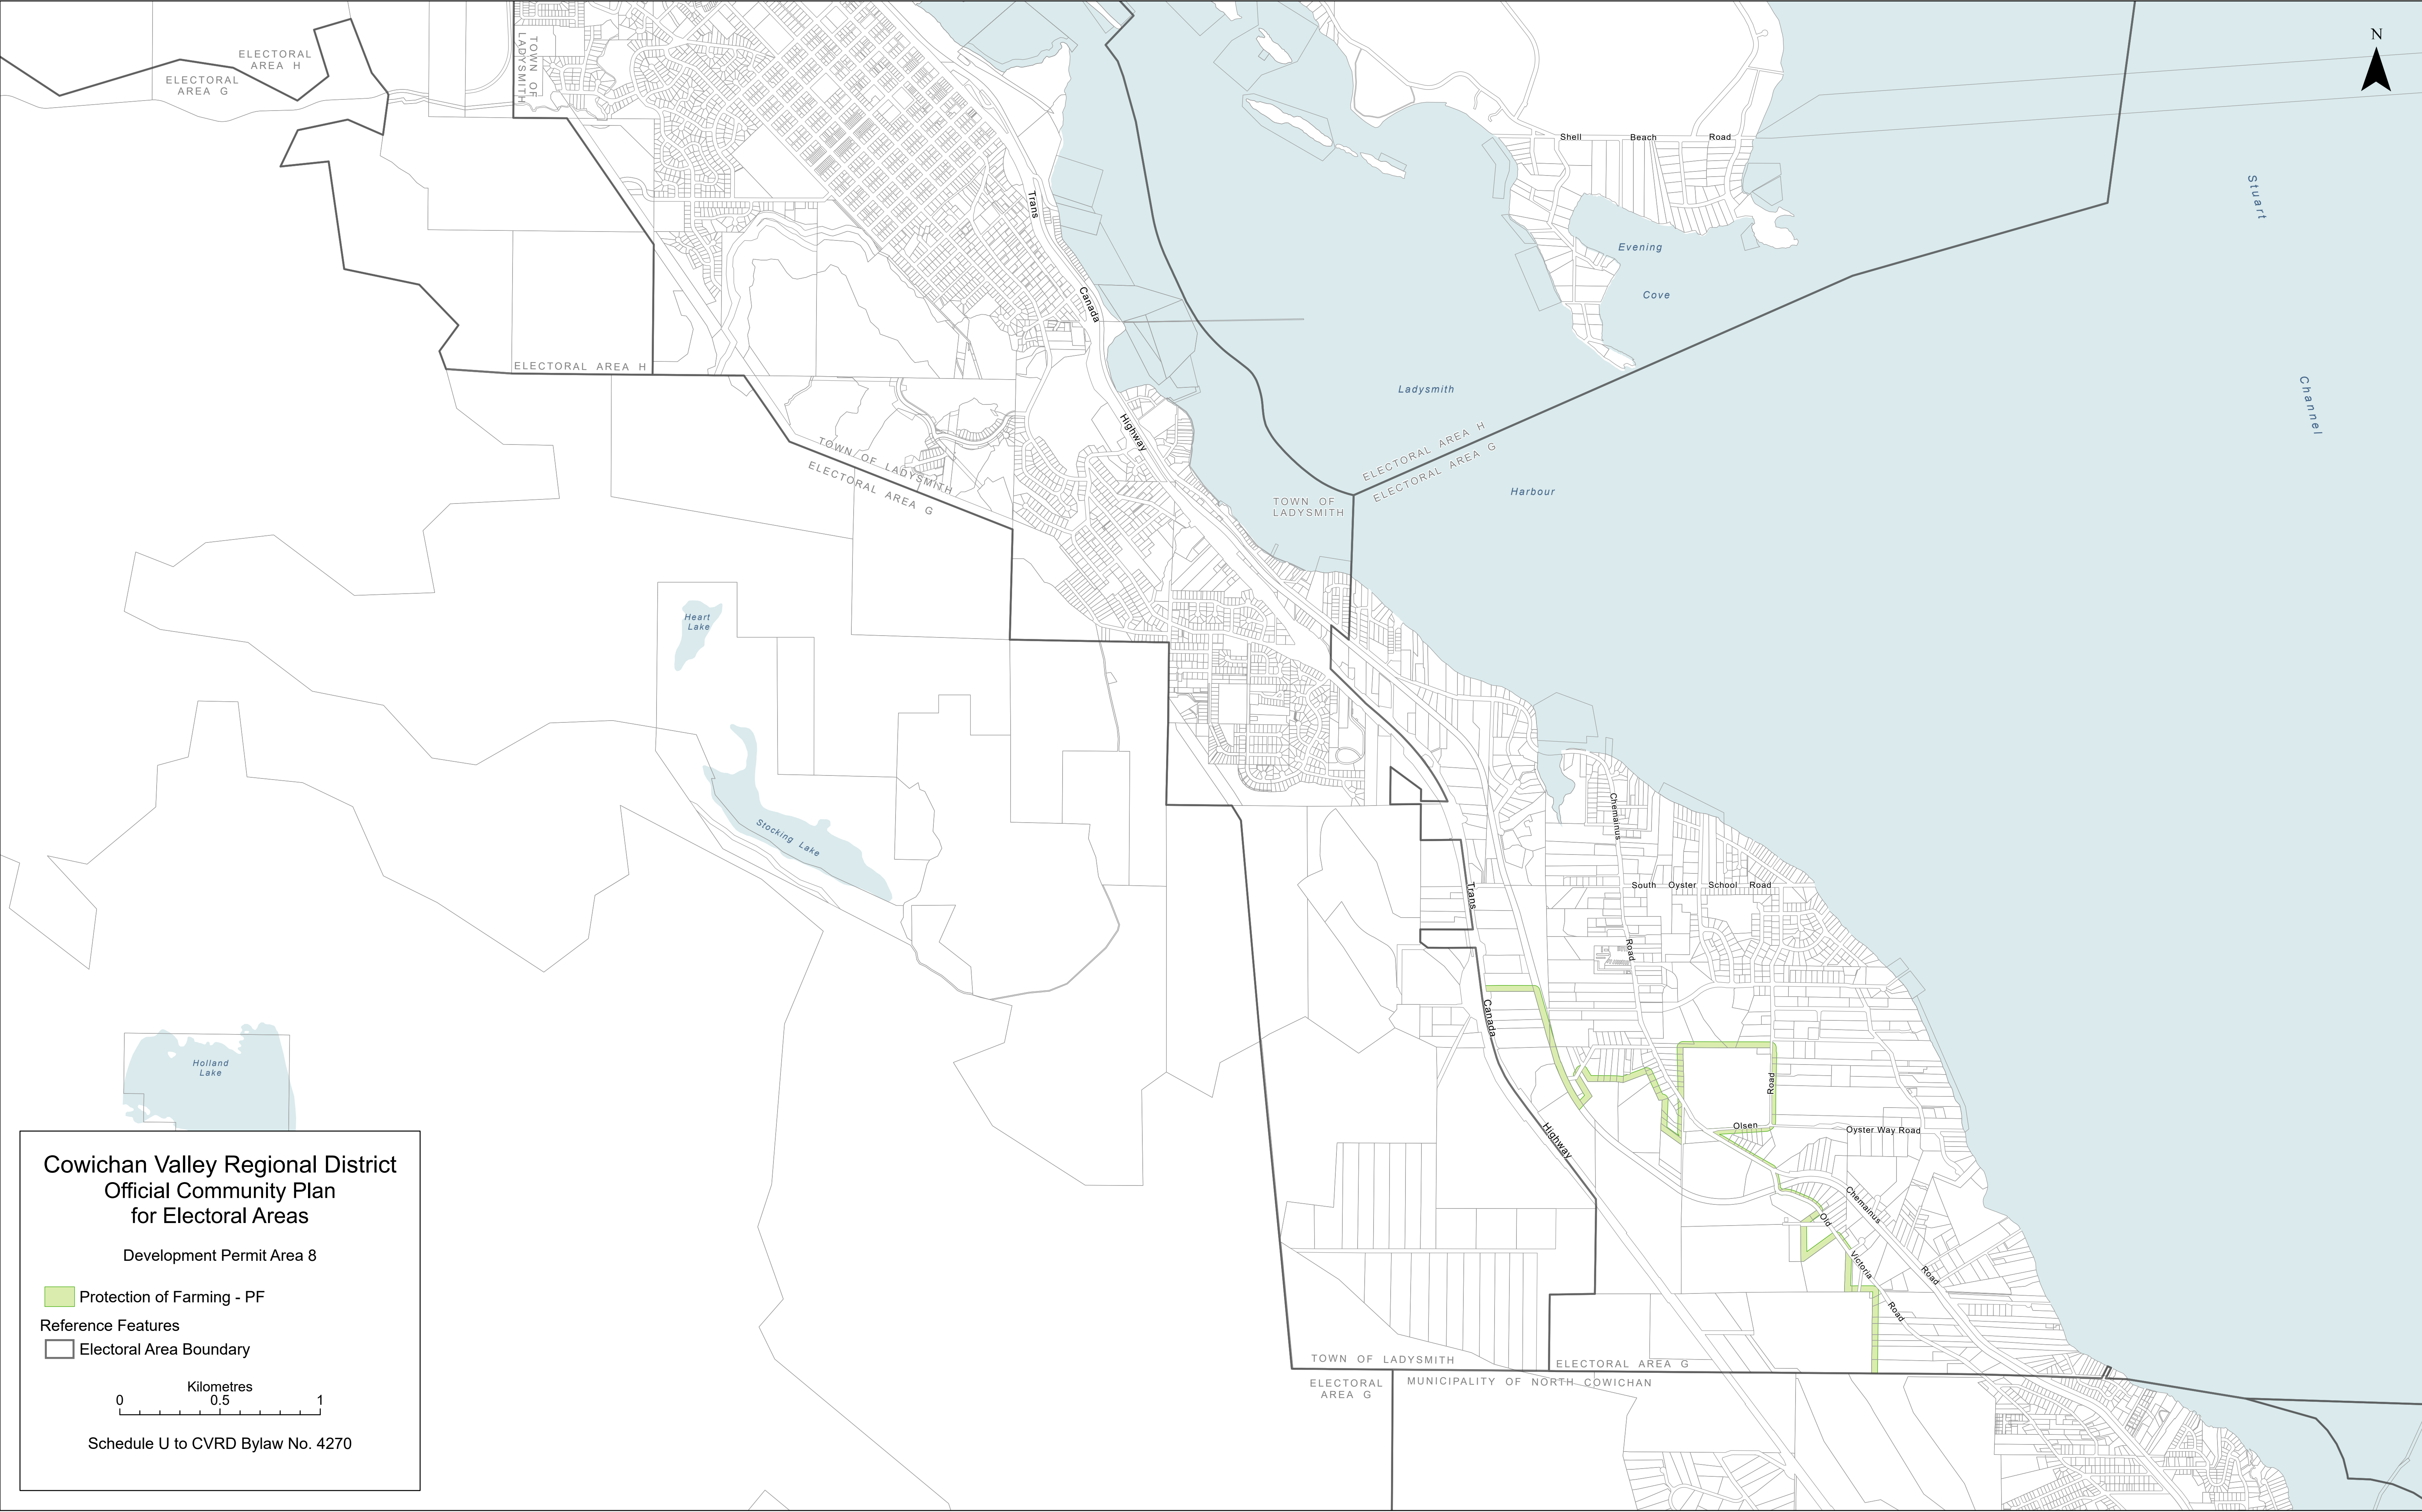 ELECTORAL
AREA H
ELECTORAL
AREA G
TOWN OF
LADYSMITH
N
Shell Beach Road
Trans
Canada
Highway
Stuart
Channel
Evening
Cove
Ladysmith
Harbour
ELECTORAL AREA H
TOWN OF LADYSMITH
ELECTORAL AREA G
ELECTORAL AREA H
ELECTORAL AREA G
TOWN OF
LADYSMITH
Heart
Lake
Stocking Lake
Holland
Lake
Chemainus
Road
South Oyster School Road
Trans
Canada
Highway
Road
Olsen
Oyster Way Road
Chemainus
Road
Old
Victoria
Road
TOWN OF LADYSMITH
ELECTORAL AREA G
ELECTORAL
AREA G
MUNICIPALITY OF NORTH COWICHAN
Cowichan Valley Regional District
Official Community Plan
for Electoral Areas
Development Permit Area 8
Protection of Farming - PF
Reference Features
Electoral Area Boundary
Kilometres
0 0.5 1
Schedule U to CVRD Bylaw No. 4270